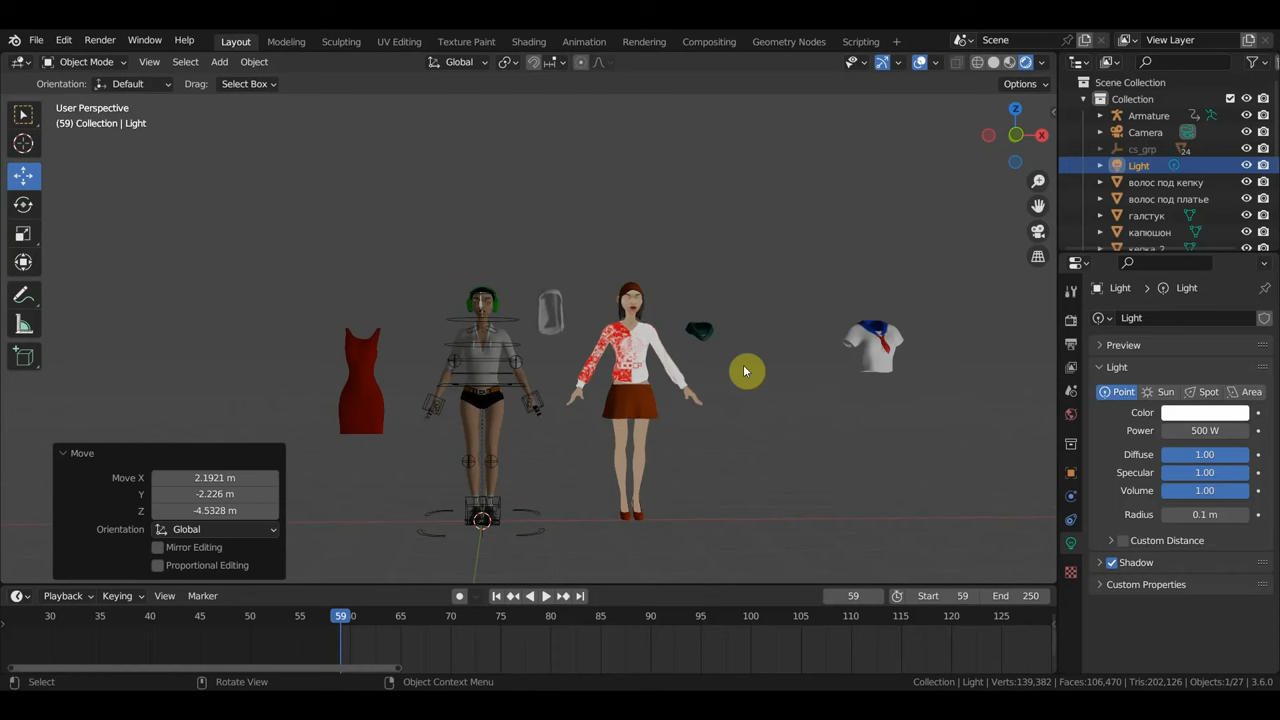 File Edit Render Window Help Layout Modeling Sculpting UV Editing Texture Paint Shading Animation Rendering Compositing Geometry Nodes Scripting + Scene View Layer
Object Mode View Select Add Object Global Options
Orientation: Default Drag: Select Box
User Perspective
(59) Collection | Light
Z
X
Scene Collection
Collection
Armature
Camera
cs_grp 24
Light
волос под кепку
волос под платье
галстук
капюшон
кепка 2
Light Light
Light
Preview
Light
Point Sun Spot Area
Color
Power 500 W
Diffuse 1.00
Specular 1.00
Volume 1.00
Radius 0.1 m
Custom Distance
Shadow
Custom Properties
Move
Move X 2.1921 m
Y -2.226 m
Z -4.5328 m
Orientation Global
Mirror Editing
Proportional Editing
Playback Keying View Marker 59 Start 59 End 250
30 40 45 50 55 59 60 65 70 75 80 85 90 95 100 105 110 115 120 125
Select Rotate View Object Context Menu Collection | Light | Verts:139,382 | Faces:106,470 | Tris:202,126 | Objects:1/27 | 3.6.0